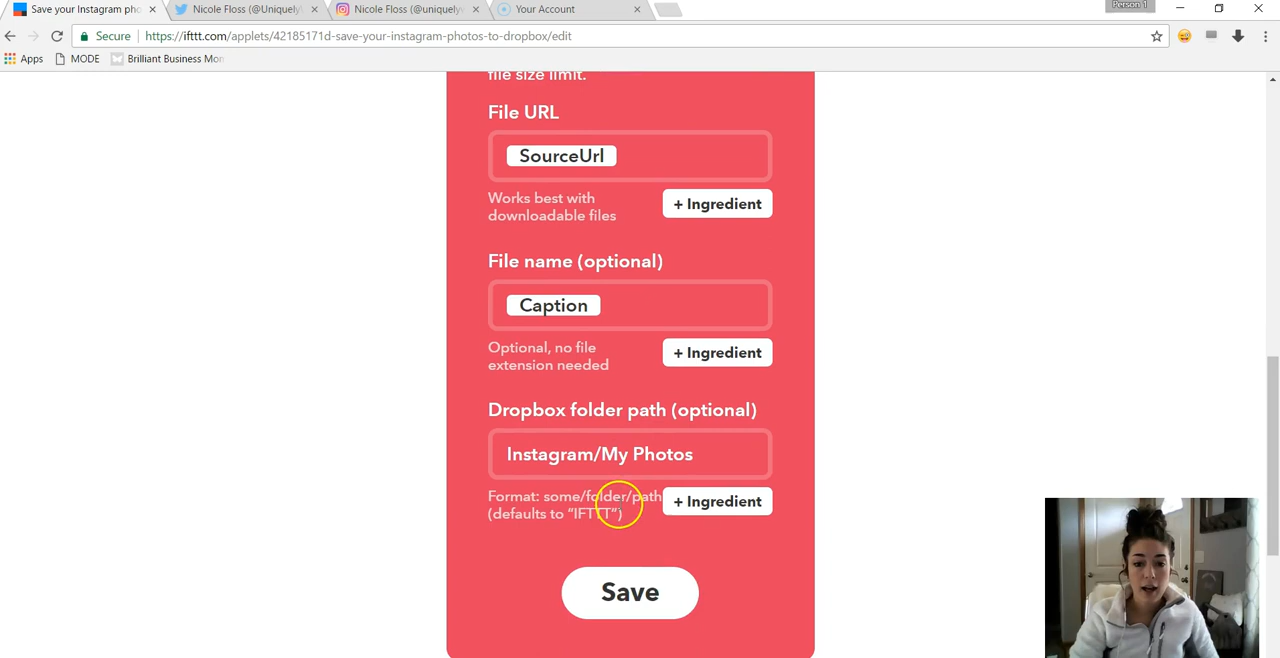 Save your Instagram pho
Nicole Floss (@Uniquely
Nicole Floss (@uniquely
Your Account
Person 1
Secure
https://ifttt.com/applets/42185171d-save-your-instagram-photos-to-dropbox/edit
Apps
MODE
Brilliant Business Mon
file size limit.
File URL
SourceUrl
Works best with
downloadable files
+ Ingredient
File name (optional)
Caption
Optional, no file
extension needed
+ Ingredient
Dropbox folder path (optional)
Instagram/My Photos
Format: some/folder/path
(defaults to “IFTTT”)
+ Ingredient
Save